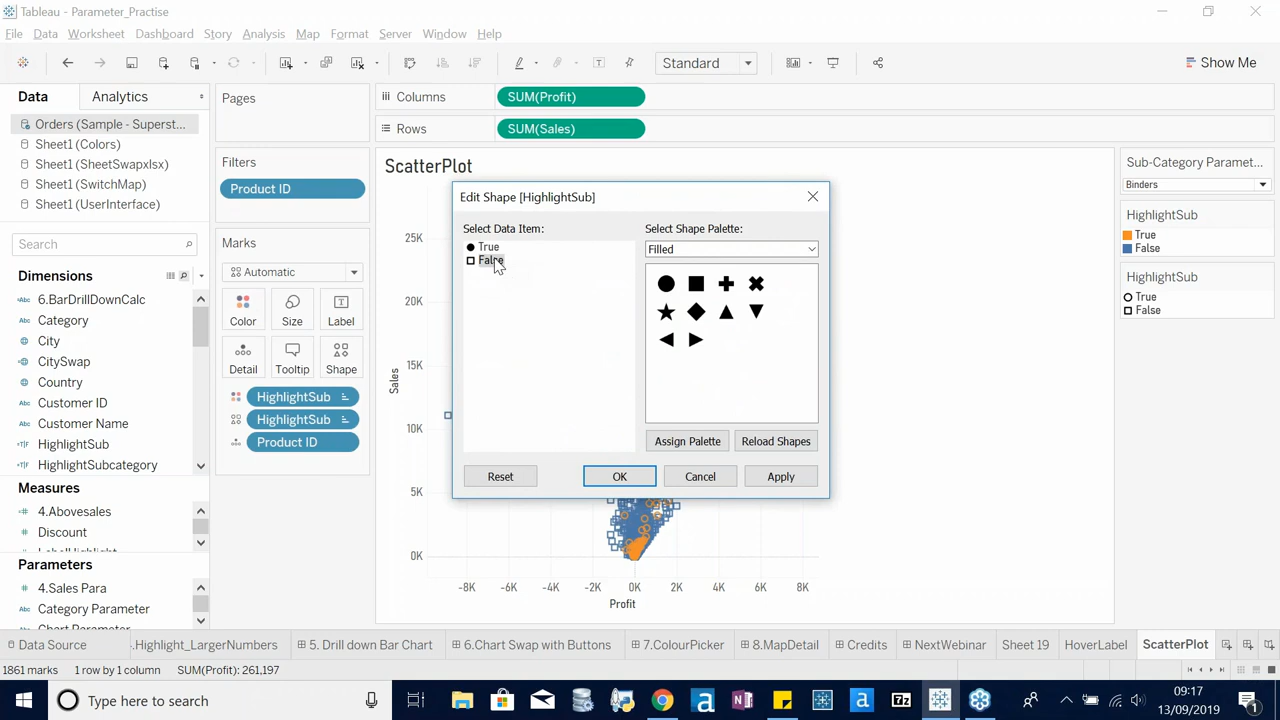 Tableau - Parameter_Practise
File Data Worksheet Dashboard Story Analysis Map Format Server Window Help
Standard
Show Me
Data Analytics
Orders (Sample - Superst...
Sheet1 (Colors)
Sheet1 (SheetSwapxlsx)
Sheet1 (SwitchMap)
Sheet1 (UserInterface)
Search
Dimensions
6.BarDrillDownCalc
Category
City
CitySwap
Country
Customer ID
Customer Name
HighlightSub
HighlightSubcategory
Measures
4.Abovesales
Discount
LabelHighlight
Parameters
4.Sales Para
Category Parameter
Chart Parameter
Pages
Filters
Product ID
Marks
Automatic
Color Size Label
Detail Tooltip Shape
HighlightSub
HighlightSub
Product ID
Columns SUM(Profit)
Rows SUM(Sales)
ScatterPlot
25K
20K
15K
10K
5K
0K
Sales
-8K -6K -4K -2K 0K 2K 4K 6K 8K
Profit
Edit Shape [HighlightSub]
Select Data Item:
True
False
Select Shape Palette:
Filled
Assign Palette Reload Shapes
Reset OK Cancel Apply
Sub-Category Paramet...
Binders
HighlightSub
True
False
HighlightSub
True
False
Data Source .Highlight_LargerNumbers 5. Drill down Bar Chart 6.Chart Swap with Buttons 7.ColourPicker 8.MapDetail Credits NextWebinar Sheet 19 HoverLabel ScatterPlot
1861 marks 1 row by 1 column SUM(Profit): 261,197
Type here to search
09:17
13/09/2019